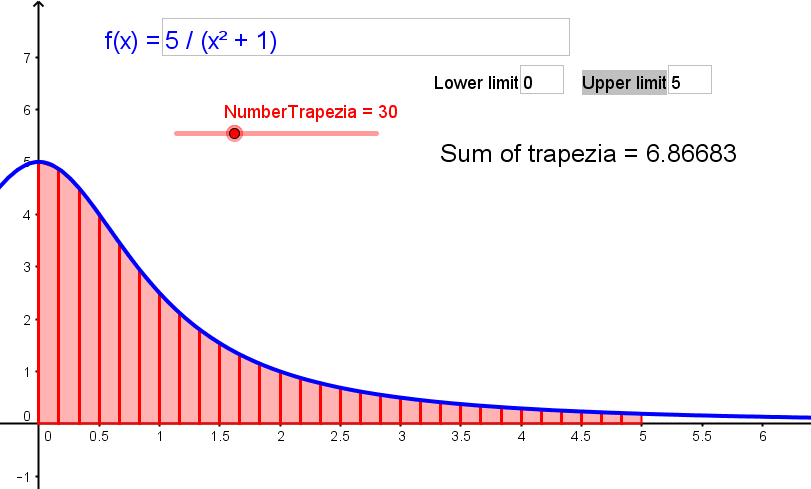 f(x) = 5 / (x² + 1)
Lower limit 0 Upper limit 5
NumberTrapezia = 30
Sum of trapezia = 6.86683
7
6
5
4
3
2
1
0
-1
0 0.5 1 1.5 2 2.5 3 3.5 4 4.5 5 5.5 6